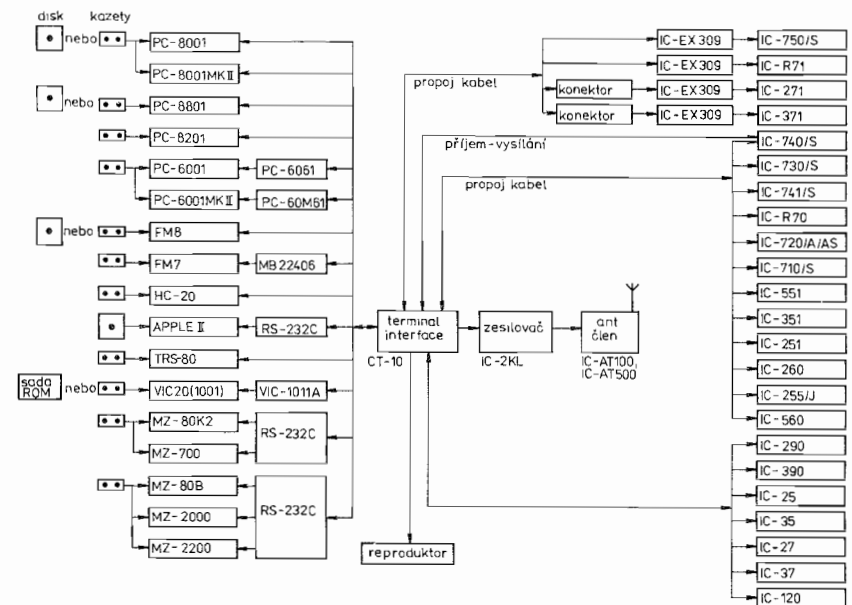 disk kazety
nebo
PC-8001
PC-8001MKII
nebo
PC-8801
PC-8201
PC-6001
PC-6061
PC-6001MKII
PC-60M61
nebo
FM8
FM7
MB22406
HC-20
APPLE II
RS-232C
TRS-80
sada
ROM
nebo
VIC20(1001)
VIC-1011A
MZ-80K2
RS-232C
MZ-700
MZ-80B
MZ-2000
RS-232C
MZ-2200
terminal
interface
CT-10
zesilovač
IC-2KL
ant
člen
IC-AT100,
IC-AT500
reproduktor
propoj kabel
příjem-vysílání
propoj kabel
IC-EX309
IC-750/S
IC-EX309
IC-R71
konektor
IC-EX309
IC-271
konektor
IC-EX309
IC-371
IC-740/S
IC-730/S
IC-741/S
IC-R70
IC-720/A/AS
IC-710/S
IC-551
IC-351
IC-251
IC-260
IC-255/J
IC-560
IC-290
IC-390
IC-25
IC-35
IC-27
IC-37
IC-120